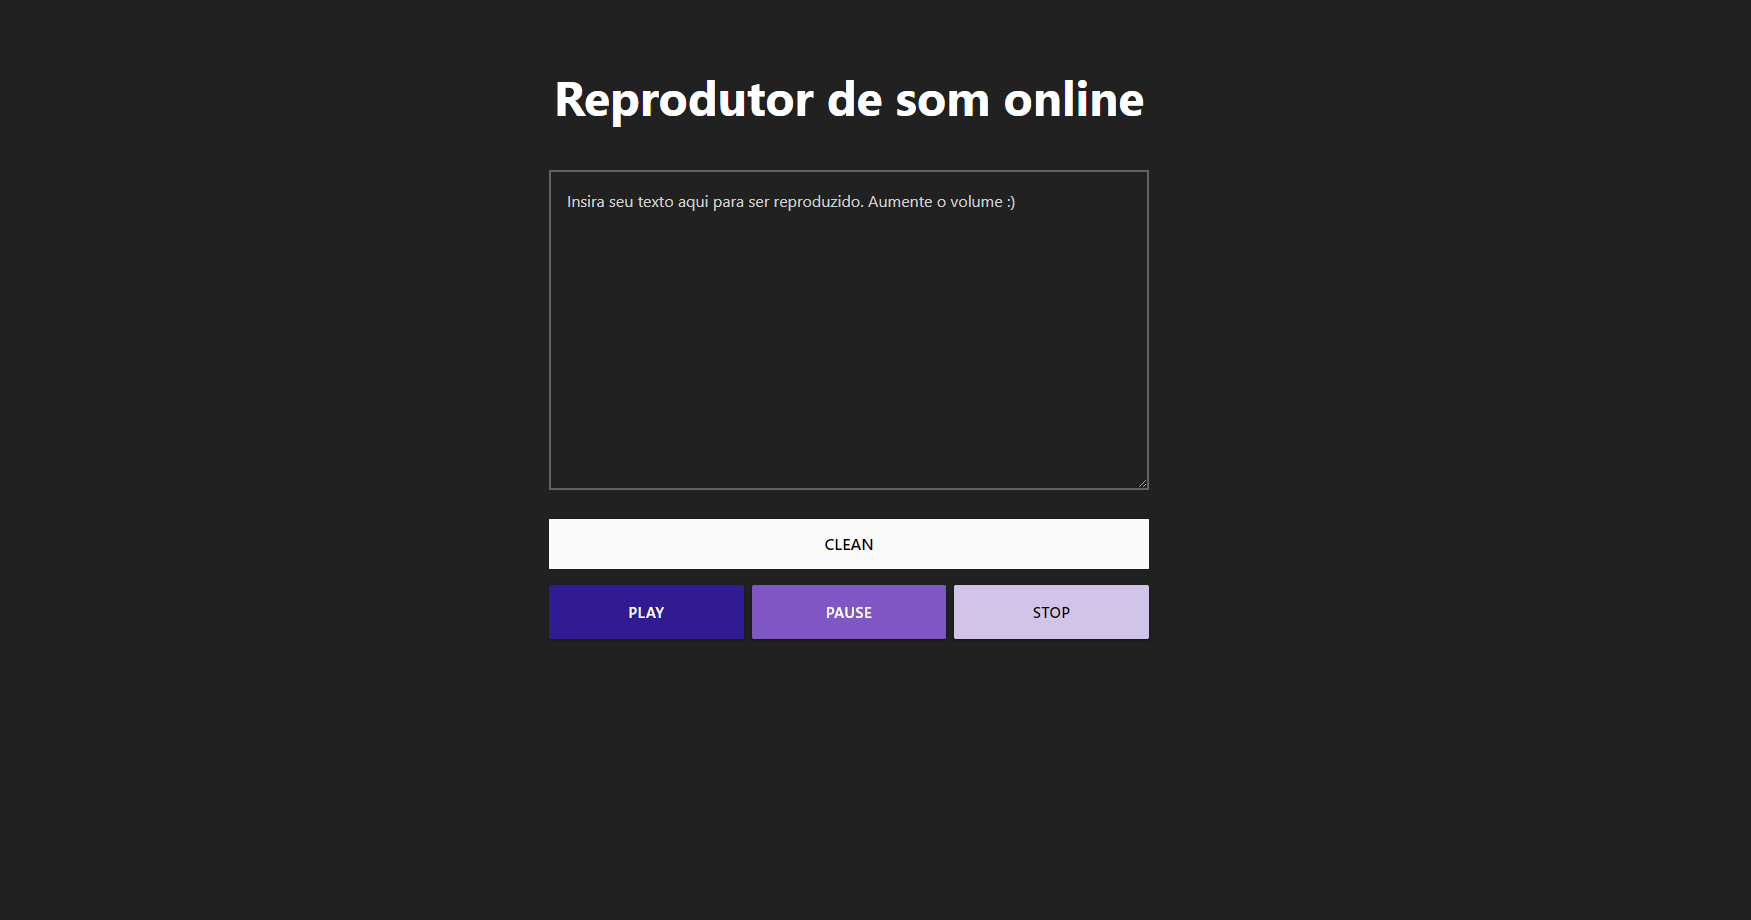 Reprodutor de som online
Insira seu texto aqui para ser reproduzido. Aumente o volume :)
CLEAN
PLAY PAUSE STOP